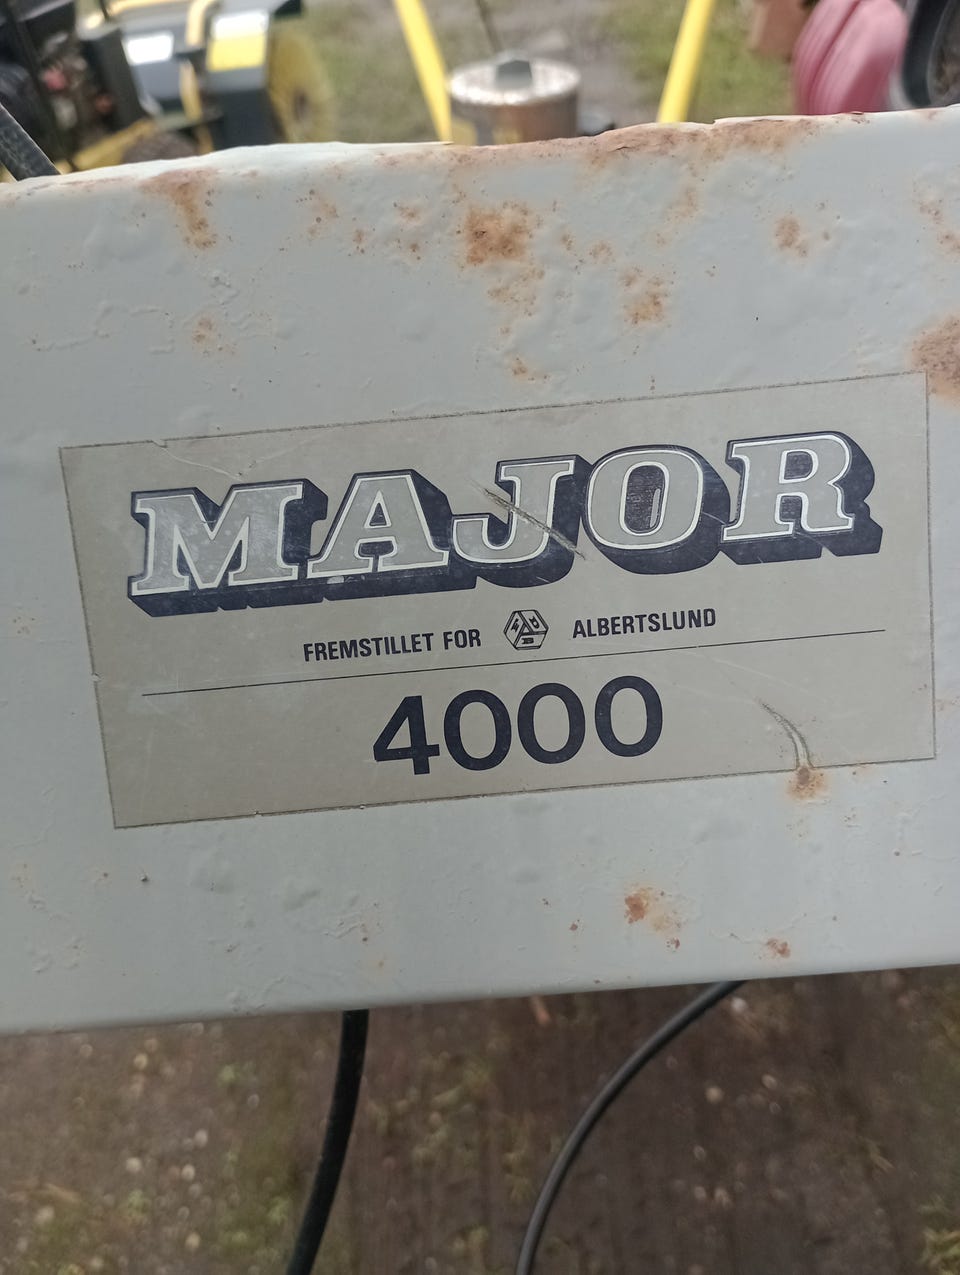 MAJOR
FREMSTILLET FOR ALBERTSLUND
4000